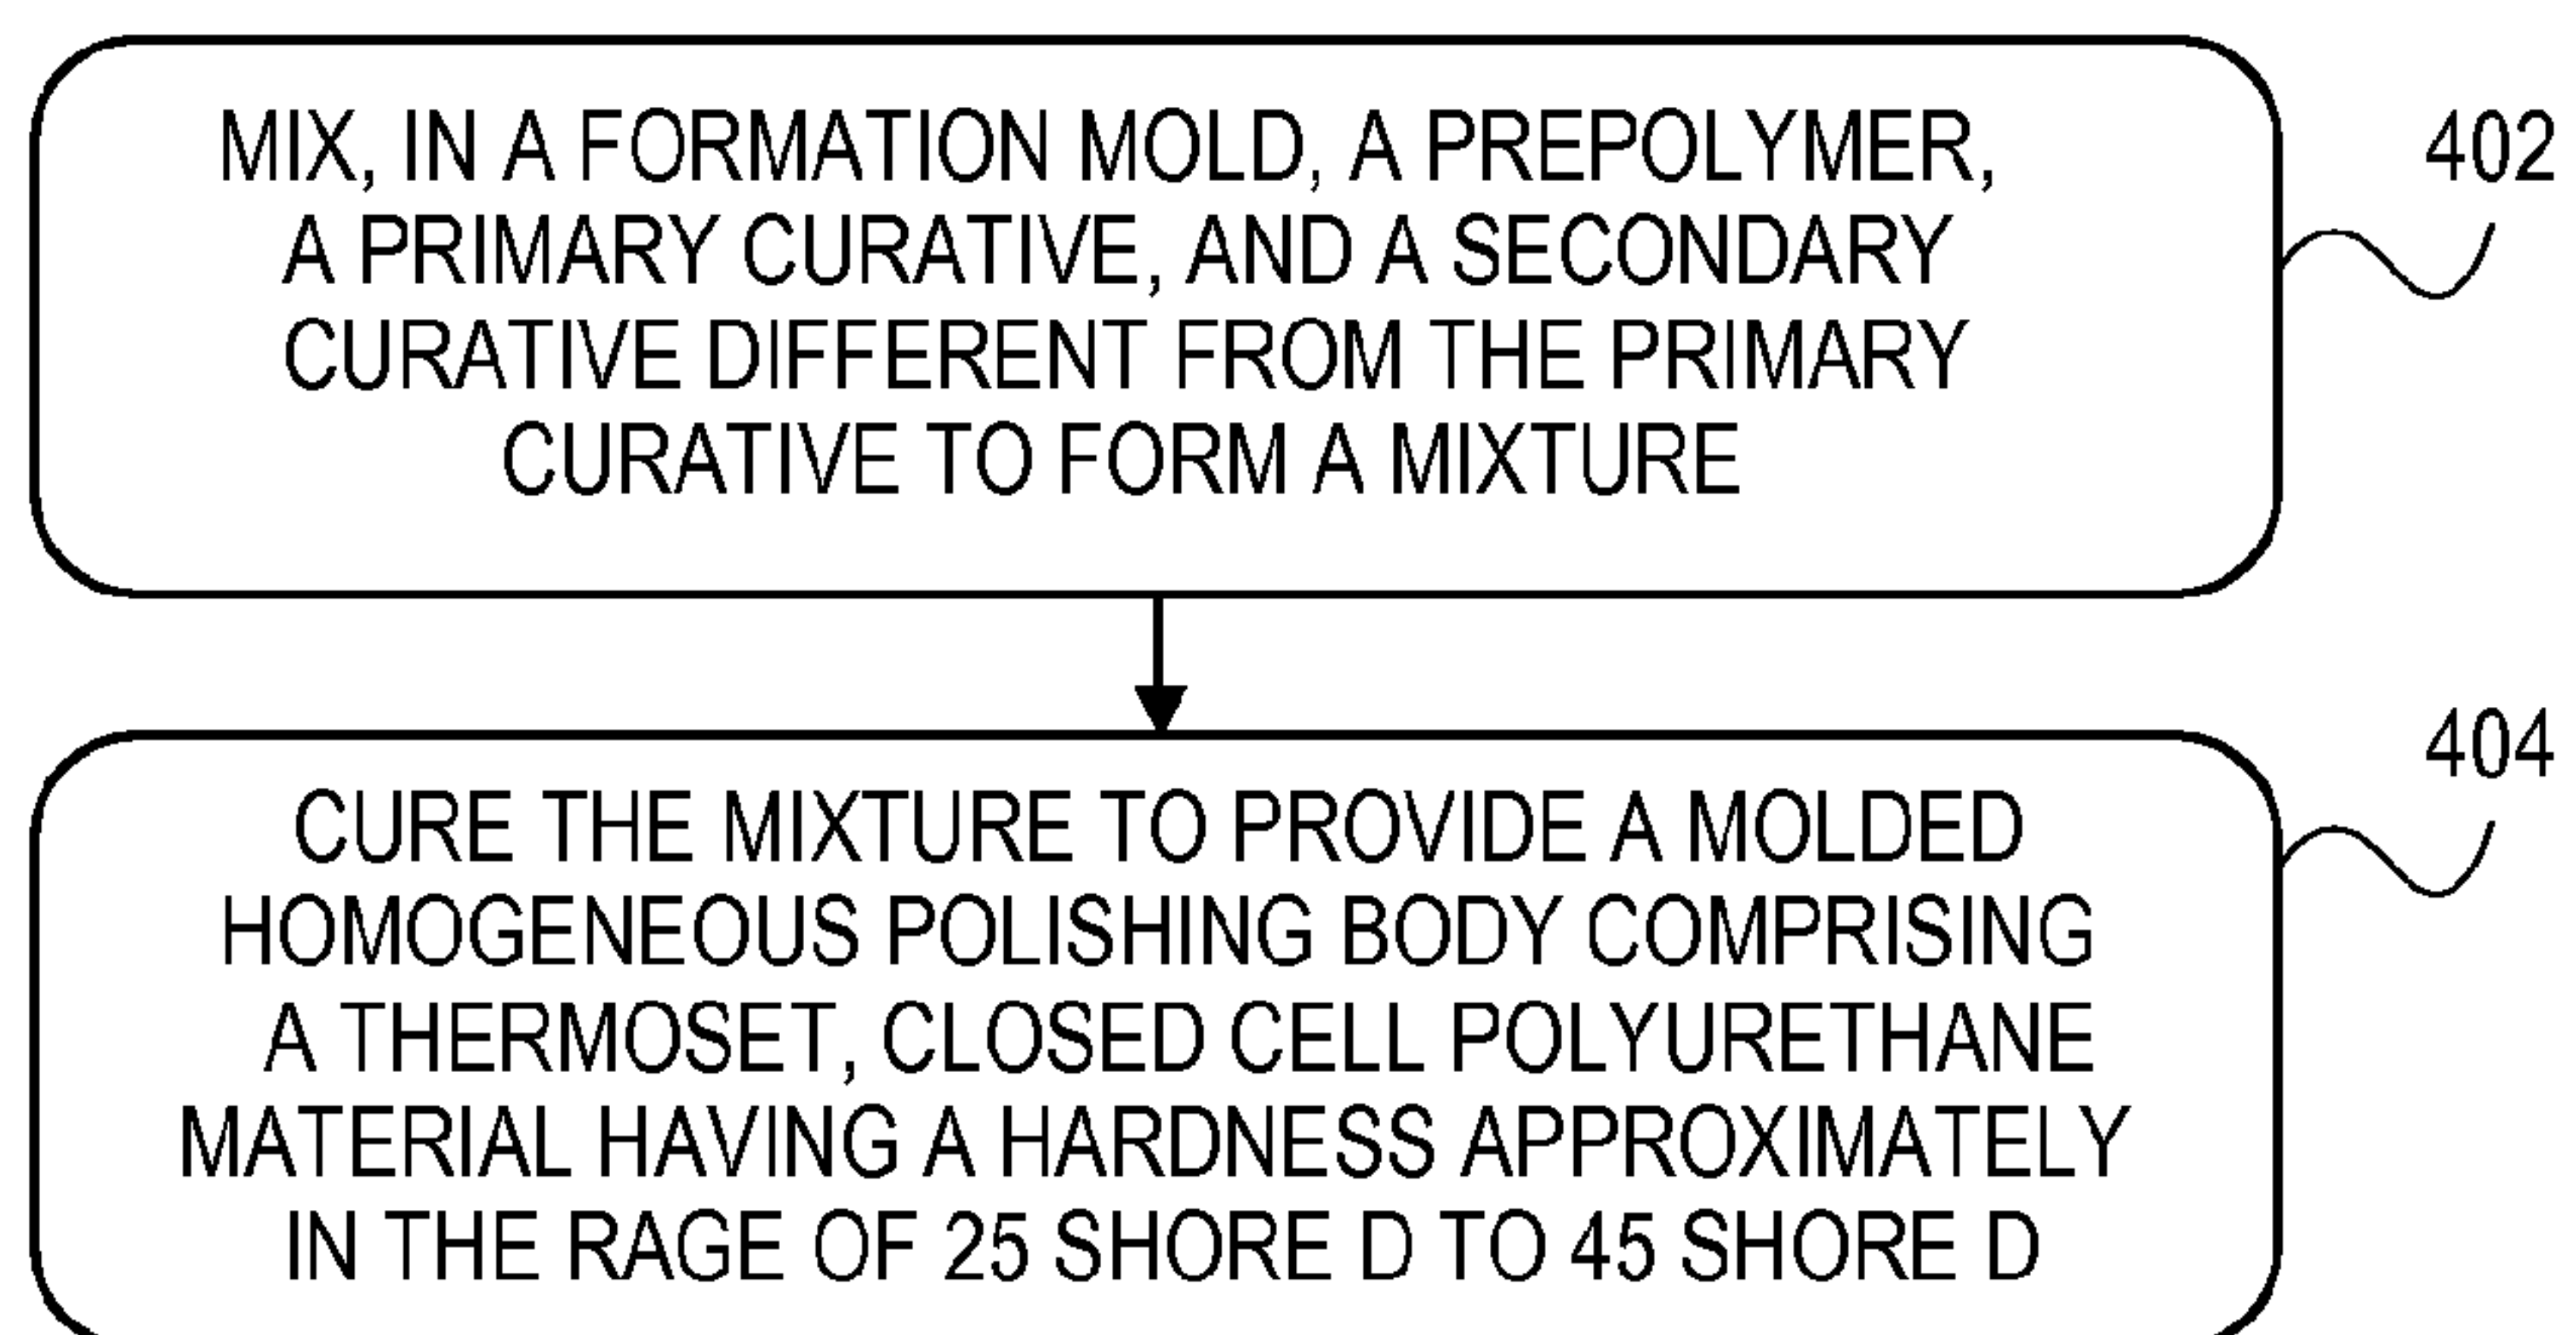 MIX, IN A FORMATION MOLD, A PREPOLYMER,
A PRIMARY CURATIVE, AND A SECONDARY
CURATIVE DIFFERENT FROM THE PRIMARY
CURATIVE TO FORM A MIXTURE
402
CURE THE MIXTURE TO PROVIDE A MOLDED
HOMOGENEOUS POLISHING BODY COMPRISING
A THERMOSET, CLOSED CELL POLYURETHANE
MATERIAL HAVING A HARDNESS APPROXIMATELY
IN THE RAGE OF 25 SHORE D TO 45 SHORE D
404